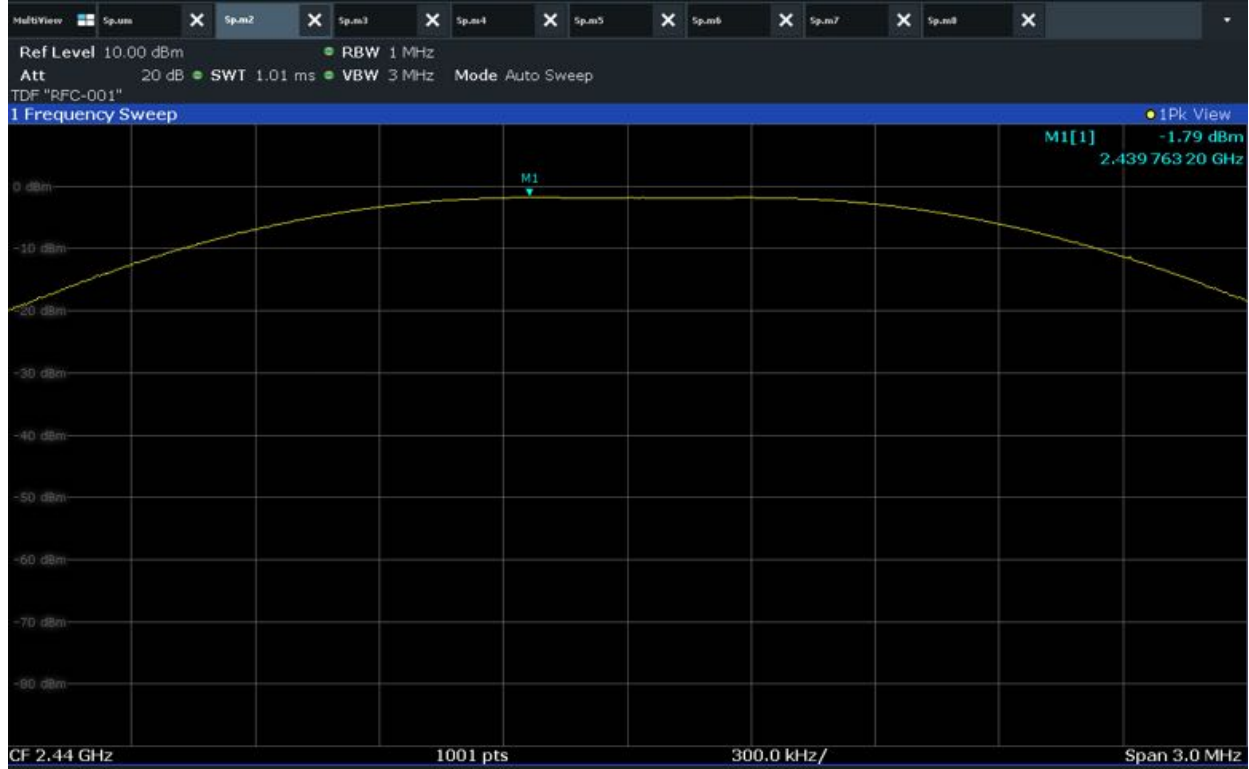 MultiView Sp.um Sp.m2 Sp.m3 Sp.m4 Sp.m5 Sp.m6 Sp.m7 Sp.m8
Ref Level 10.00 dBm RBW 1 MHz
Att 20 dB SWT 1.01 ms VBW 3 MHz Mode Auto Sweep
TDF "RFC-001"
1 Frequency Sweep 1Pk View
M1[1] -1.79 dBm
2.439 763 20 GHz
M1
0 dBm
-10 dBm
-20 dBm
-30 dBm
-40 dBm
-50 dBm
-60 dBm
-70 dBm
-80 dBm
CF 2.44 GHz 1001 pts 300.0 kHz/ Span 3.0 MHz